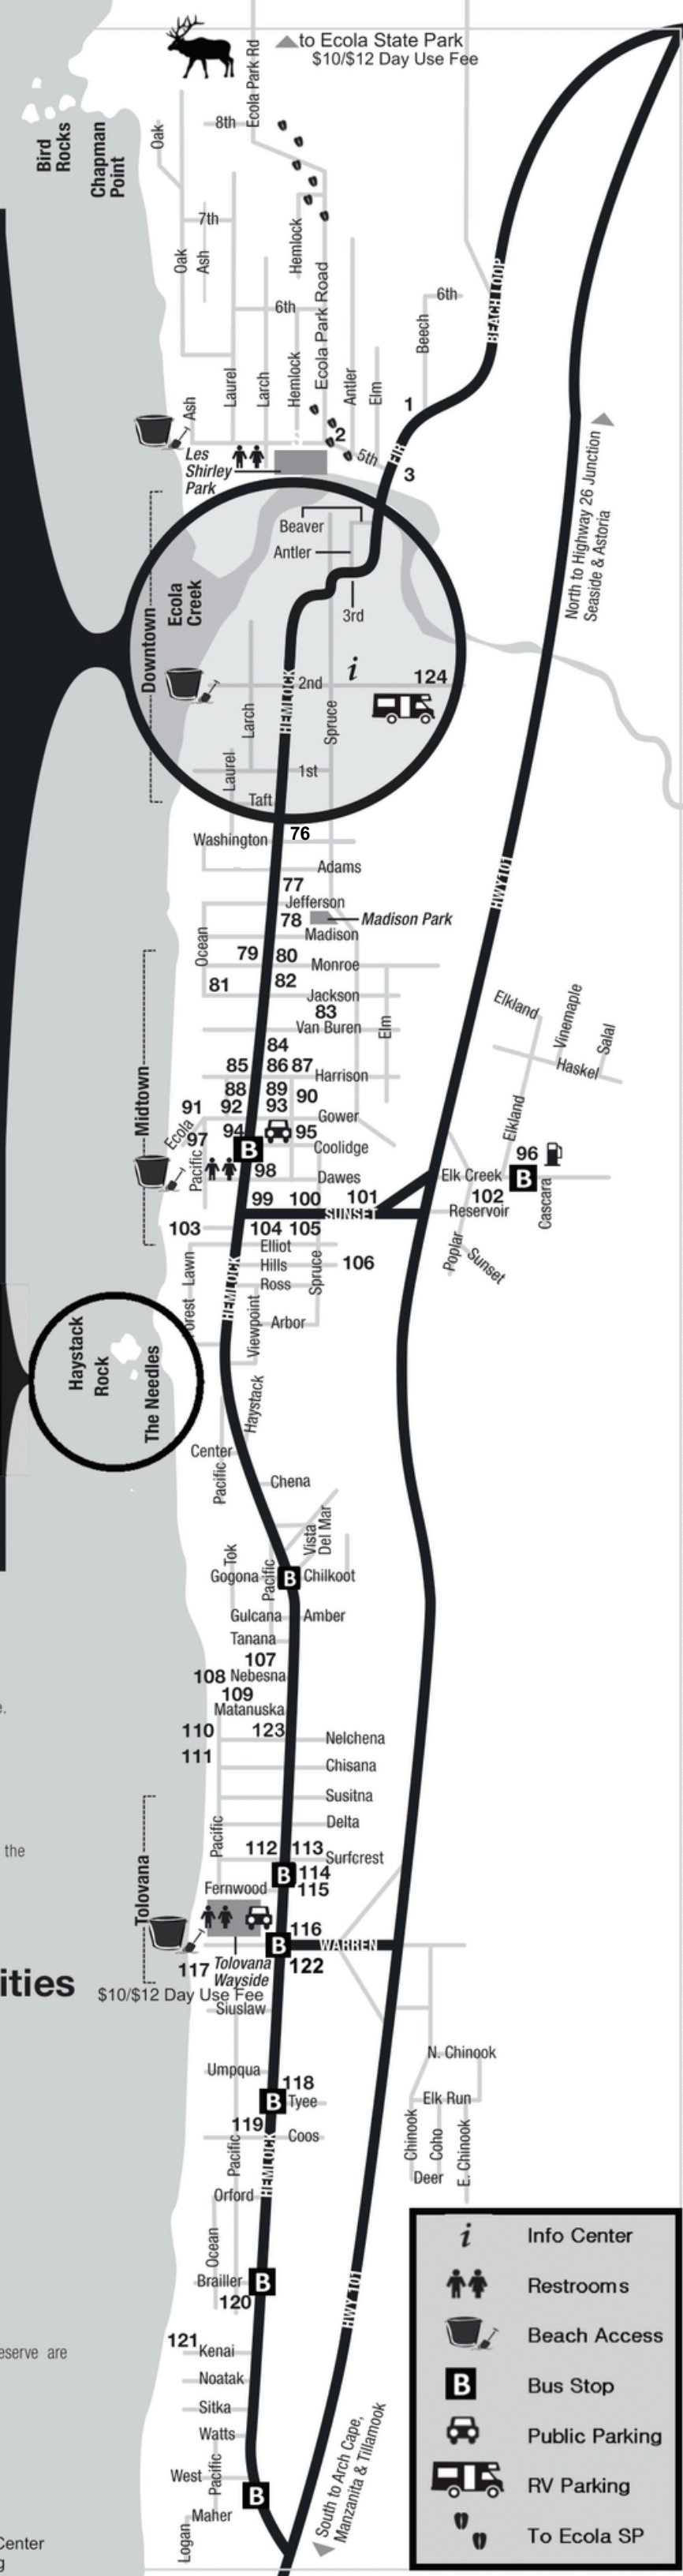 to Ecola State Park
$10/$12 Day Use Fee
Ecola Park Rd
8th
Oak
Bird
Rocks
Chapman
Point
7th
Oak
Ash
Hemlock
Ecola Park Road
6th
6th
BEACH LOOP
Beech
Laurel
Larch
Hemlock
Antler
Elm
Ash
1
2
5th
FIR
3
Les
Shirley
Park
North to Highway 26 Junction
Seaside & Astoria
Beaver
Antler
3rd
Downtown
Ecola
Creek
i
124
2nd
HEMLOCK
Larch
Spruce
Laurel
1st
Taft
76
Washington
Adams
HWY101
77
Jefferson
78
Madison Park
Madison
Ocean
79
80
Monroe
81
82
Jackson
83
Van Buren
Elm
84
85
86
87
Harrison
88
89
90
91
92
93
Gower
Midtown
Ecola
94
95
97
B
Coolidge
Pacific
98
Dawes
Elkland
Vinemaple
Salal
Haskel
Elkland
96
Elk Creek
B
102
Reservoir
Cascara
99
100
101
SUNSET
103
104
105
Elliot
Hills
106
Ross
Spruce
Poplar
Sunset
Lawn
Forest
HEMLOCK
Viewpoint
Arbor
Haystack
Rock
The Needles
Haystack
Center
Pacific
Chena
Vista
Del Mar
Tok
Gogona
Pacific
B
Chilkoot
Gulcana
Amber
Tanana
107
108
Nebesna
109
Matanuska
110
123
Nelchena
111
Chisana
Susitna
Delta
Pacific
112
113
Surfcrest
B
114
Fernwood
115
Tolovana
116
B
WARREN
117
Tolovana
Wayside
122
$10/$12 Day Use Fee
Siuslaw
e.
the
ities
N. Chinook
Umpqua
118
B
Tyee
Elk Run
119
Coos
Pacific
HEMLOCK
Chinook
Coho
E. Chinook
Deer
Orford
Ocean
Brailler
B
120
HWY 101
121
Kenai
eserve are
Noatak
Sitka
Watts
West
Pacific
B
Maher
Logan
South to Arch Cape,
Manzanita & Tillamook
Center
g
i
Info Center
Restrooms
Beach Access
B
Bus Stop
Public Parking
RV Parking
To Ecola SP